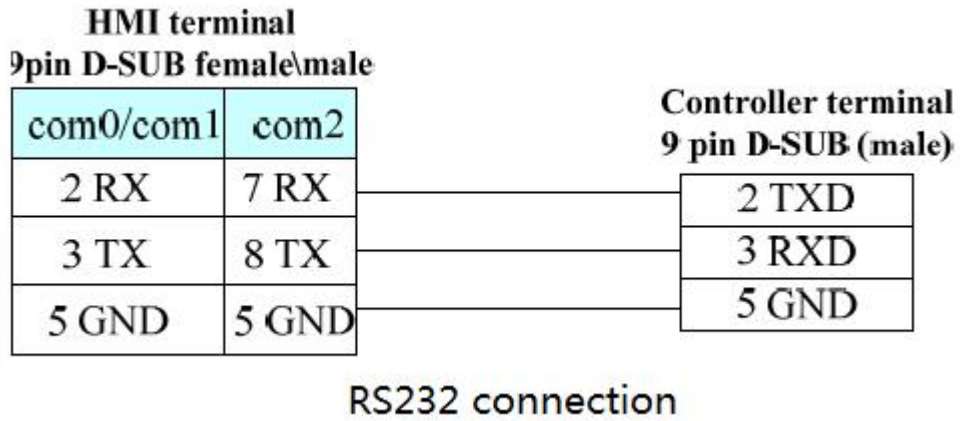 HMI terminal
9pin D-SUB female\male
com0/com1 com2
2 RX 7 RX
3 TX 8 TX
5 GND 5 GND
Controller terminal
9 pin D-SUB (male)
2 TXD
3 RXD
5 GND
RS232 connection